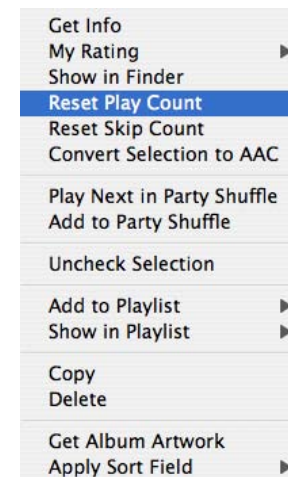 Get Info
My Rating
Show in Finder
Reset Play Count
Reset Skip Count
Convert Selection to AAC
Play Next in Party Shuffle
Add to Party Shuffle
Uncheck Selection
Add to Playlist
Show in Playlist
Copy
Delete
Get Album Artwork
Apply Sort Field